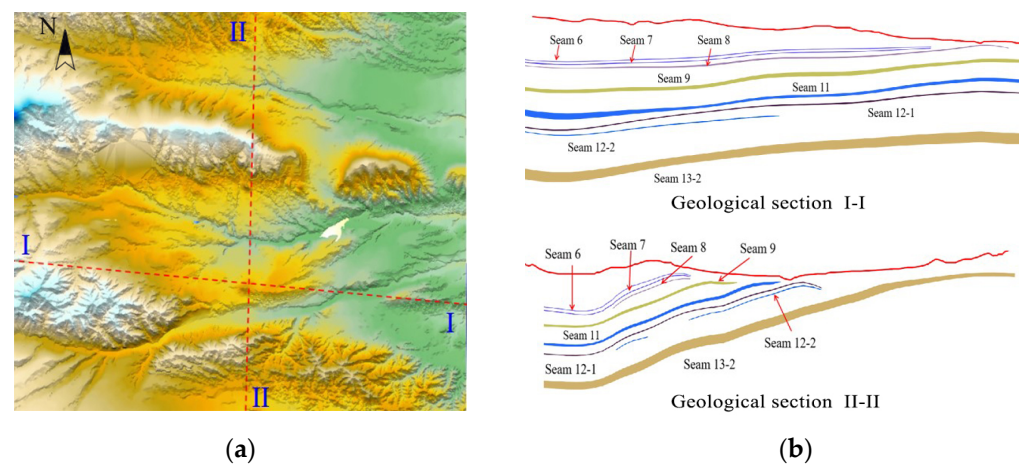 N
II
I
I
II
(a)
Seam 6
Seam 7
Seam 8
Seam 9
Seam 11
Seam 12-1
Seam 12-2
Seam 13-2
Geological section I-I
Seam 6
Seam 7
Seam 8
Seam 9
Seam 11
Seam 12-2
Seam 12-1
Seam 13-2
Geological section II-II
(b)